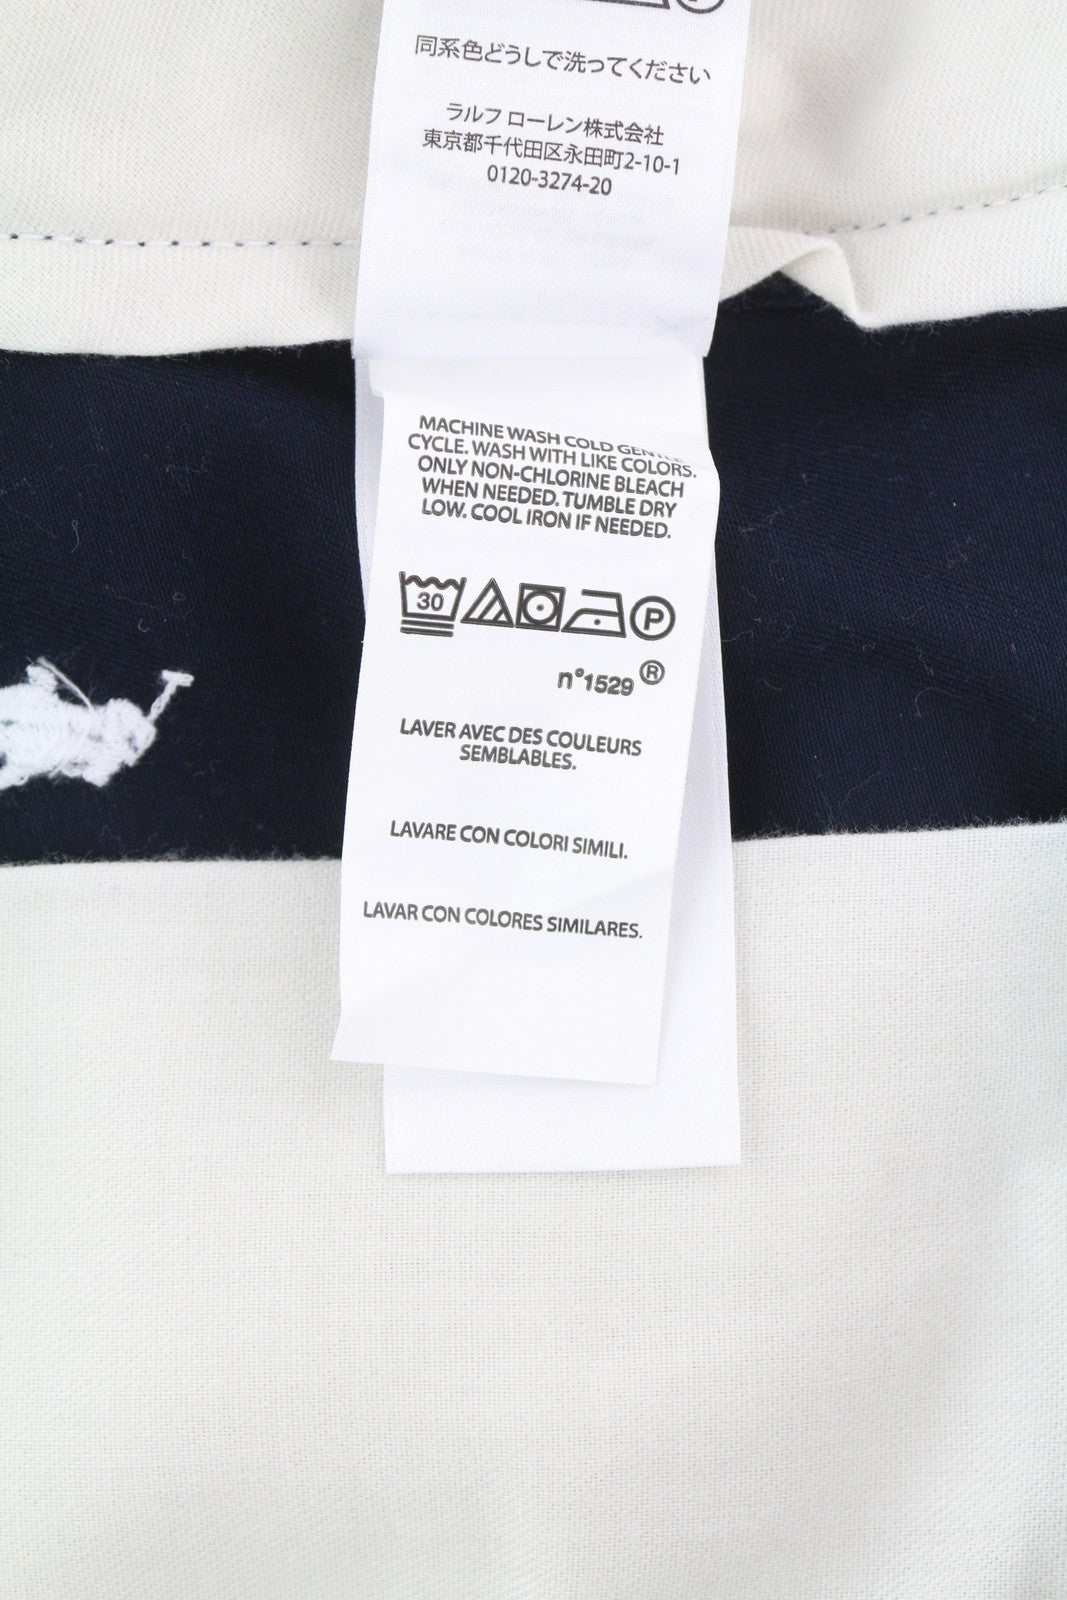 同系色どうしで洗ってください
ラルフ ローレン株式会社
東京都千代田区永田町2-10-1
0120-3274-20
MACHINE WASH COLD GENTLE
CYCLE. WASH WITH LIKE COLORS.
ONLY NON-CHLORINE BLEACH
WHEN NEEDED. TUMBLE DRY
LOW. COOL IRON IF NEEDED.
30 P
n°1529 ®
LAVER AVEC DES COULEURS
SEMBLABLES.
LAVARE CON COLORI SIMILI.
LAVAR CON COLORES SIMILARES.